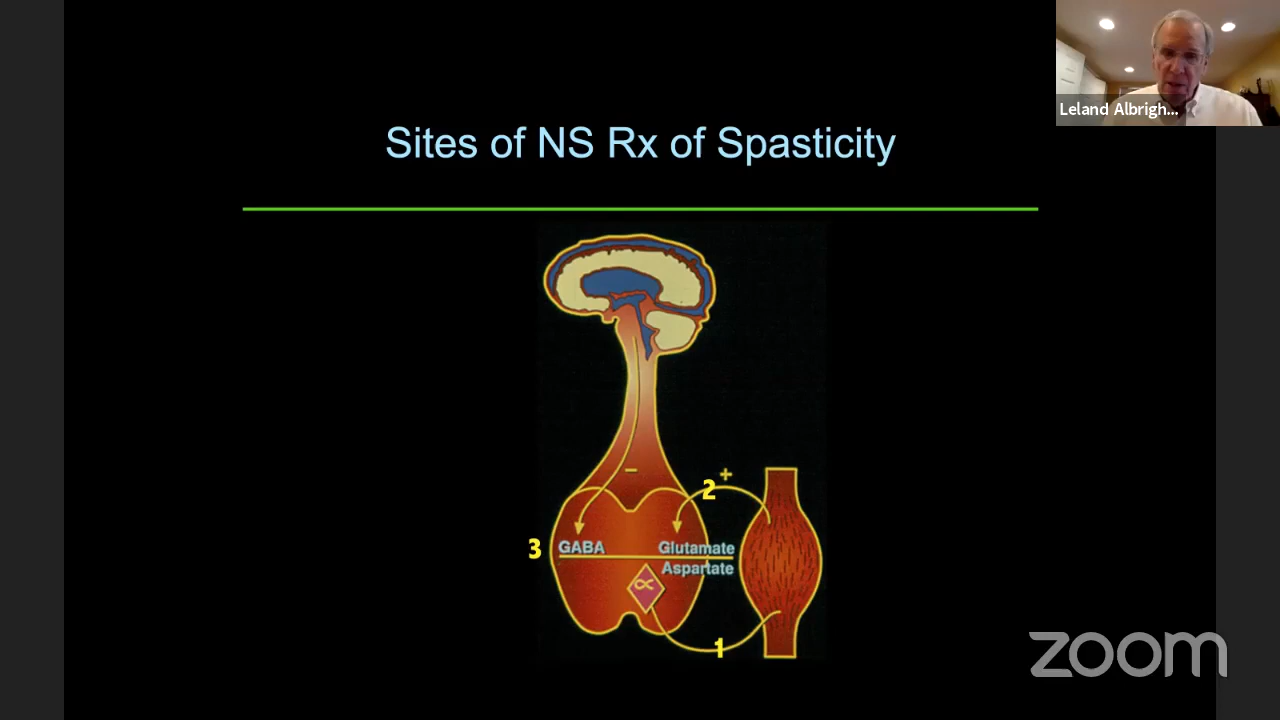 Leland Albrigh...
Sites of NS Rx of Spasticity
−
+
2
3
GABA
Glutamate
Aspartate
∝
1
zoom